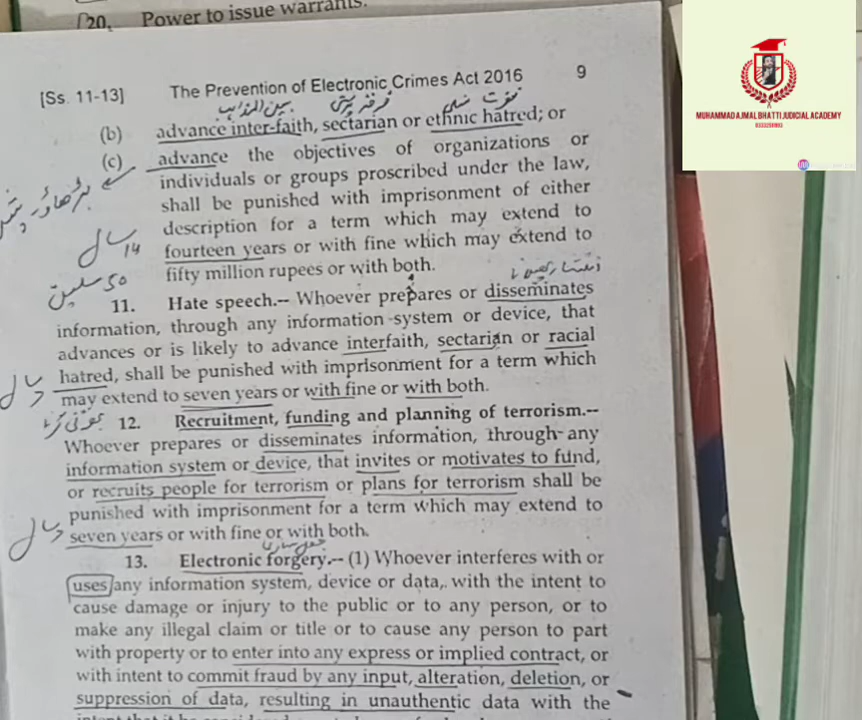 20. Power to issue warrants.
[Ss. 11-13] The Prevention of Electronic Crimes Act 2016 9
بین المذاہب فرقہ پرستی نسلی نفرت
(b) advance inter-faith, sectarian or ethnic hatred; or
(c) advance the objectives of organizations or
individuals or groups proscribed under the law,
shall be punished with imprisonment of either
description for a term which may extend to
14 سال
fourteen years or with fine which may extend to
fifty million rupees or with both.
50 ملین
11. Hate speech.-- Whoever prepares or disseminates
information, through any information system or device, that
advances or is likely to advance interfaith, sectarian or racial
hatred, shall be punished with imprisonment for a term which
may extend to seven years or with fine or with both.
12. Recruitment, funding and planning of terrorism.--
بھرتی کرنا
Whoever prepares or disseminates information, through any
information system or device, that invites or motivates to fund,
or recruits people for terrorism or plans for terrorism shall be
punished with imprisonment for a term which may extend to
seven years or with fine or with both.
13. Electronic forgery.-- (1) Whoever interferes with or
uses any information system, device or data, with the intent to
cause damage or injury to the public or to any person, or to
make any illegal claim or title or to cause any person to part
with property or to enter into any express or implied contract, or
with intent to commit fraud by any input, alteration, deletion, or
suppression of data, resulting in unauthentic data with the
MUHAMMAD AJMAL BHATTI JUDICIAL ACADEMY